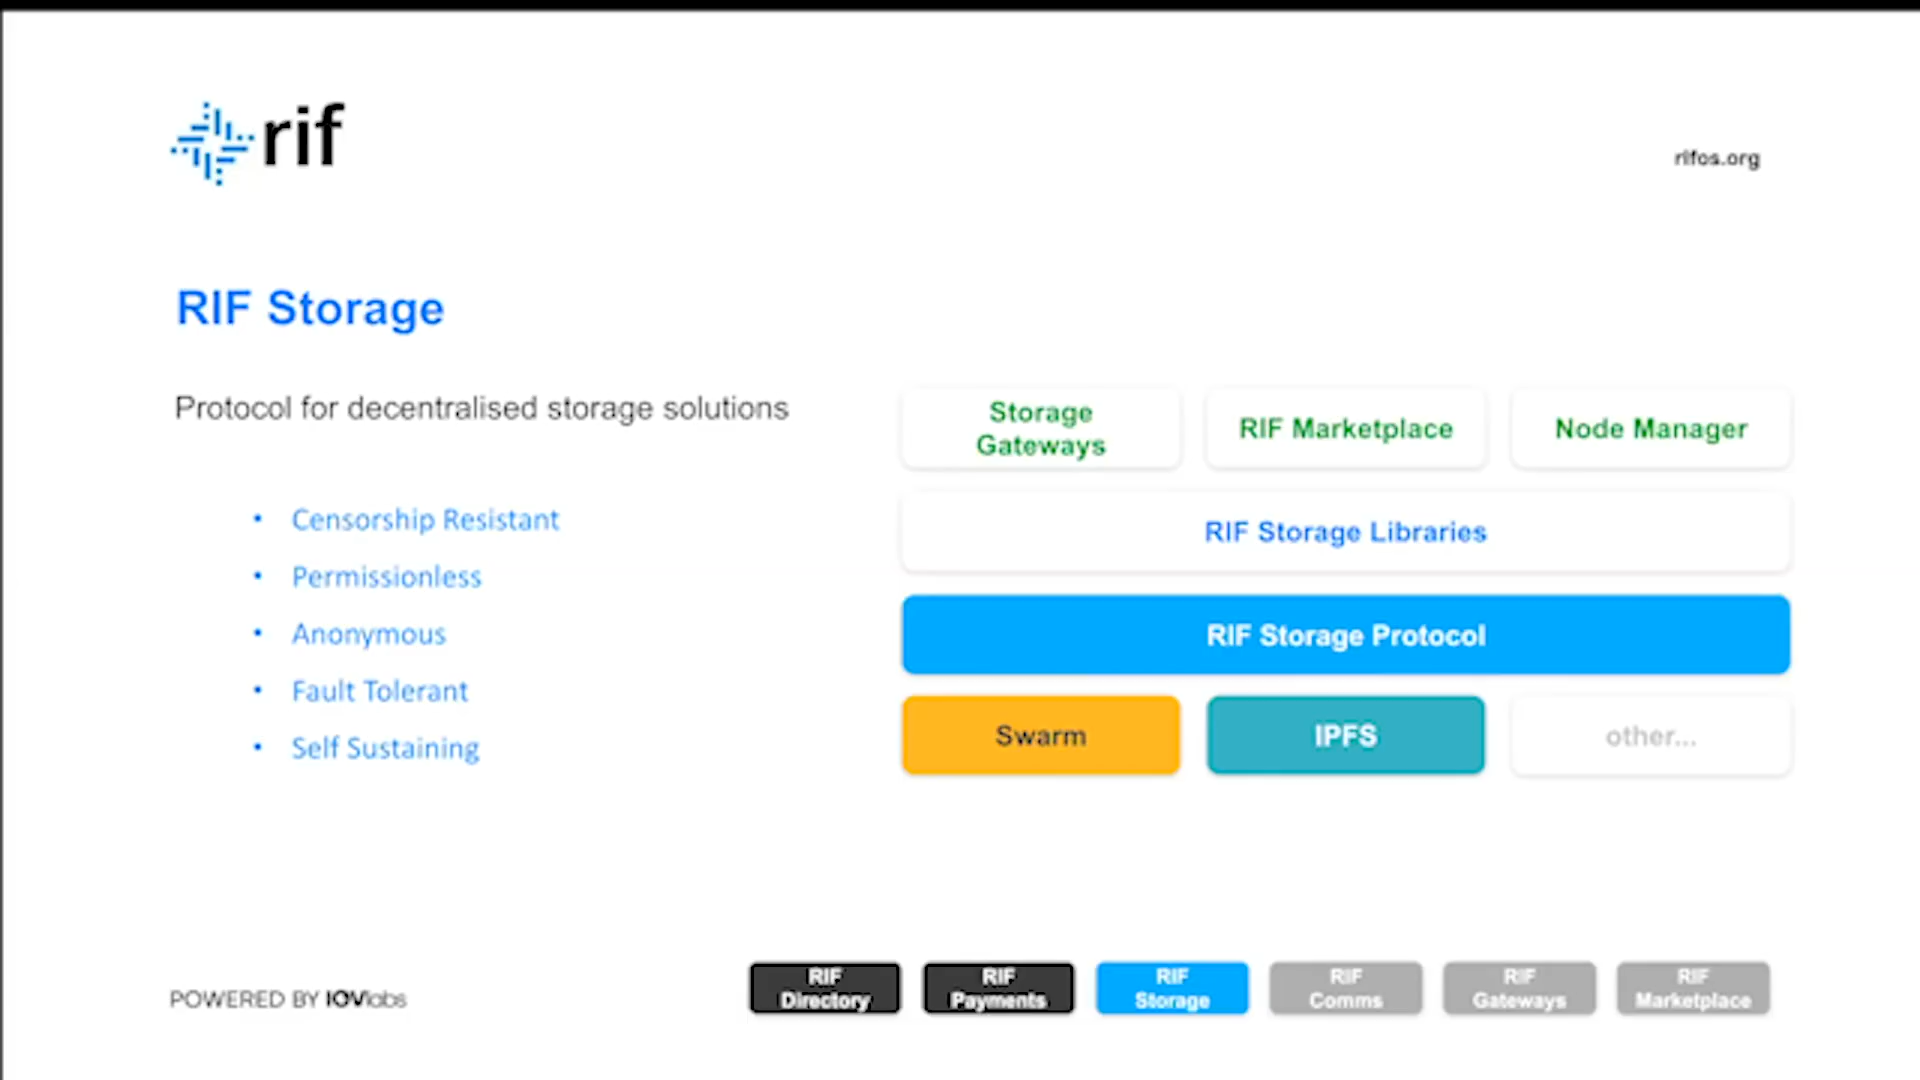 rif
rifos.org
RIF Storage
Protocol for decentralised storage solutions
• Censorship Resistant
• Permissionless
• Anonymous
• Fault Tolerant
• Self Sustaining
Storage
Gateways
RIF Marketplace
Node Manager
RIF Storage Libraries
RIF Storage Protocol
Swarm
IPFS
other...
POWERED BY IOVlabs
RIF
Directory
RIF
Payments
RIF
Storage
RIF
Comms
RIF
Gateways
RIF
Marketplace